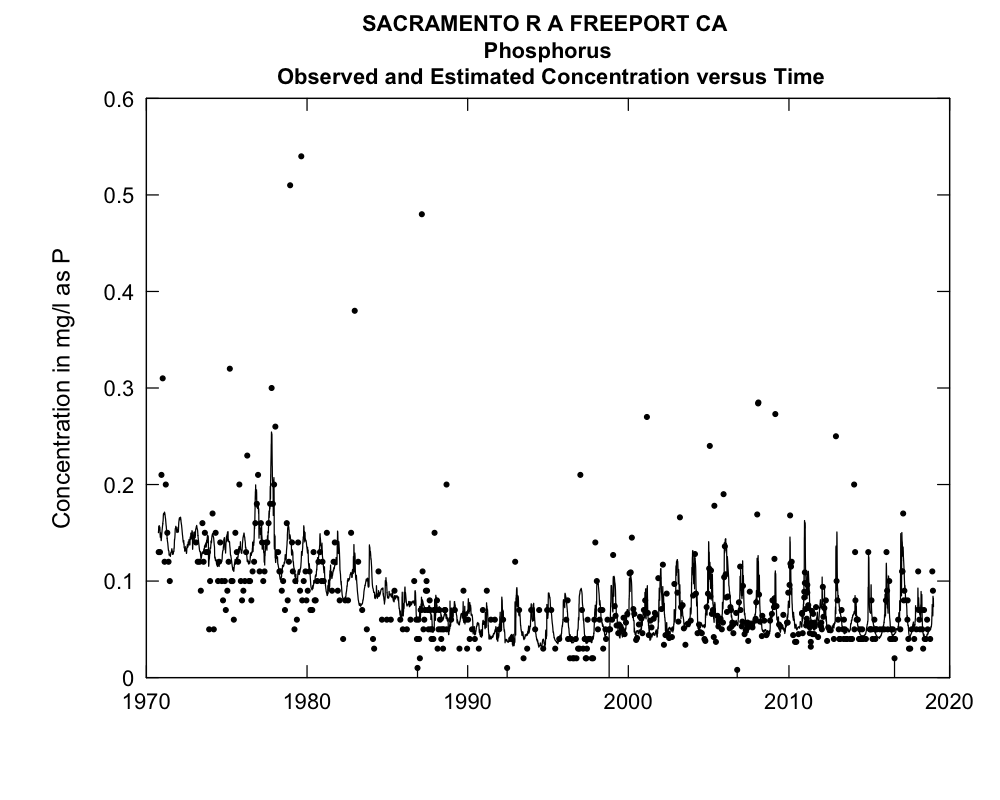 SACRAMENTO R A FREEPORT CA
Phosphorus
Observed and Estimated Concentration versus Time
Concentration in mg/l as P
0.6
0.5
0.4
0.3
0.2
0.1
0
1970 1980 1990 2000 2010 2020